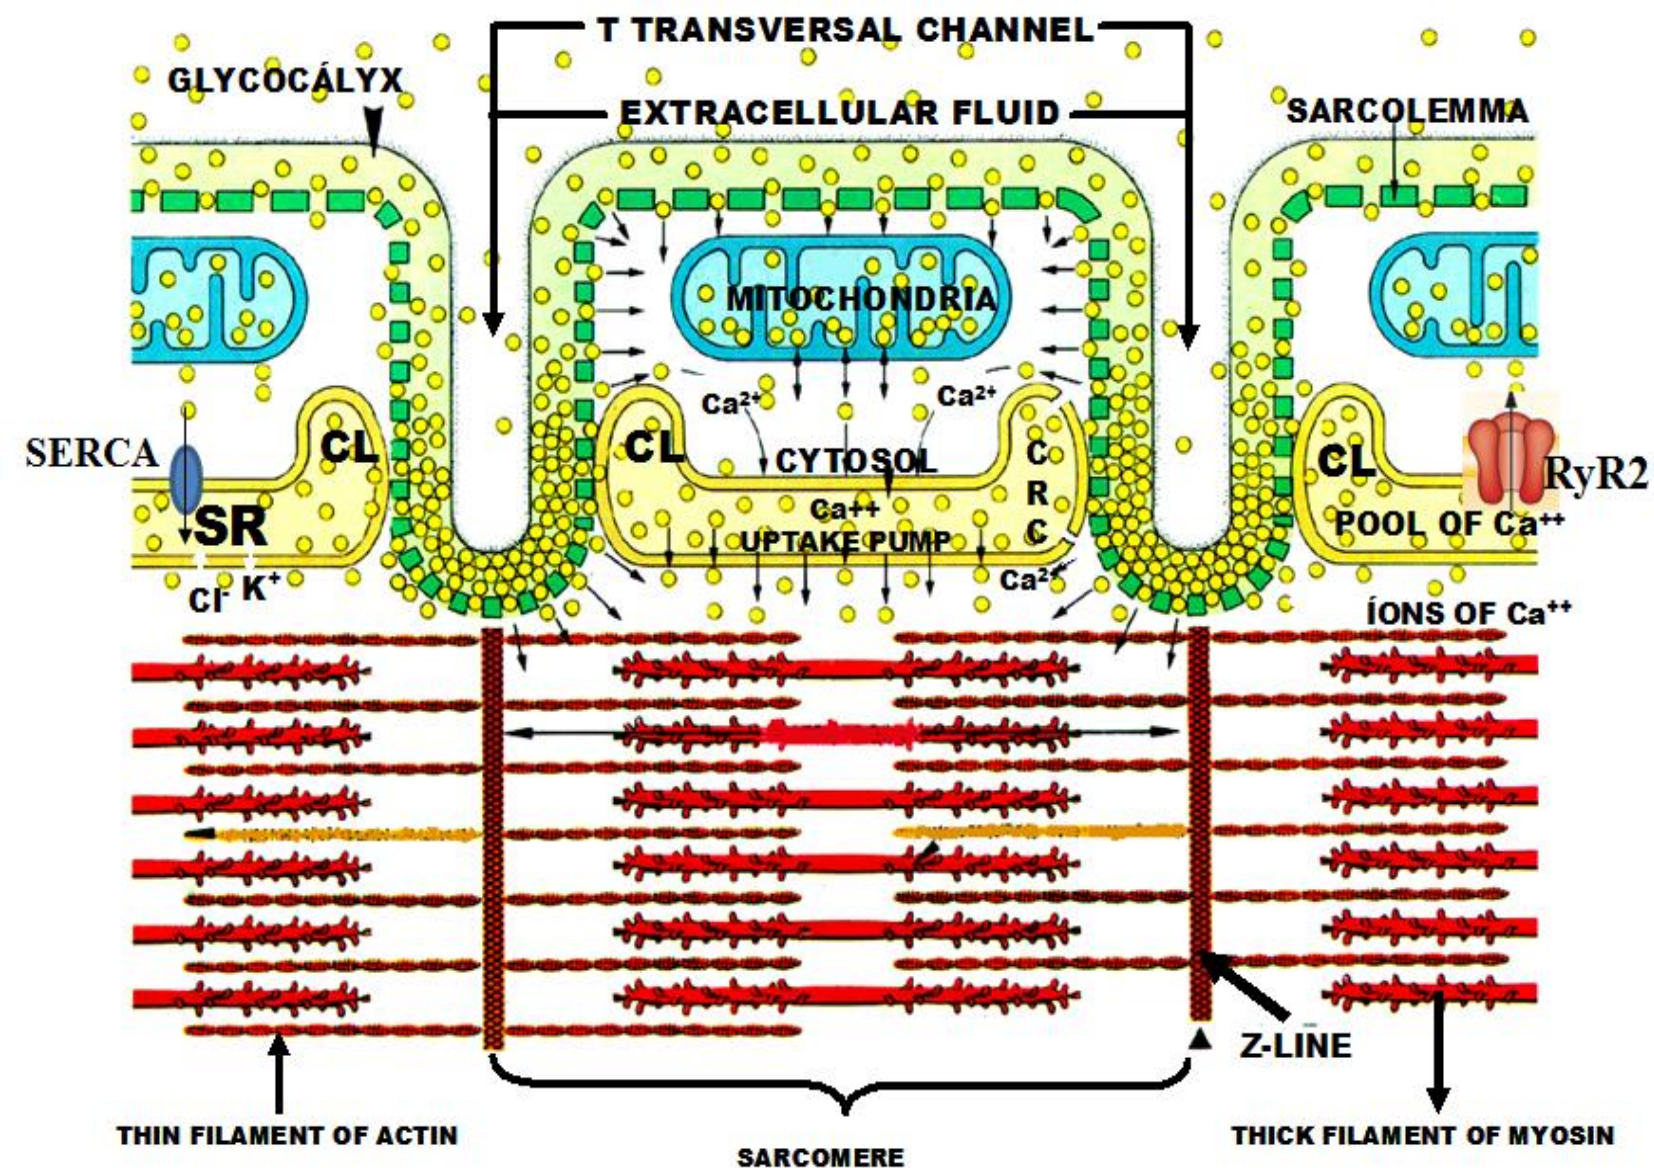 T TRANSVERSAL CHANNEL
GLYCOCÁLYX
EXTRACELLULAR FLUID
SARCOLEMMA
MITOCHONDRIA
Ca²⁺
Ca²⁺
SERCA
CL
CL
CYTOSOL
C
R
C
CL
RyR2
SR
Ca++
UPTAKE PUMP
POOL OF Ca⁺⁺
Cl⁻ K⁺
Ca²⁺
ÍONS OF Ca⁺⁺
Z-LINE
THIN FILAMENT OF ACTIN
SARCOMERE
THICK FILAMENT OF MYOSIN